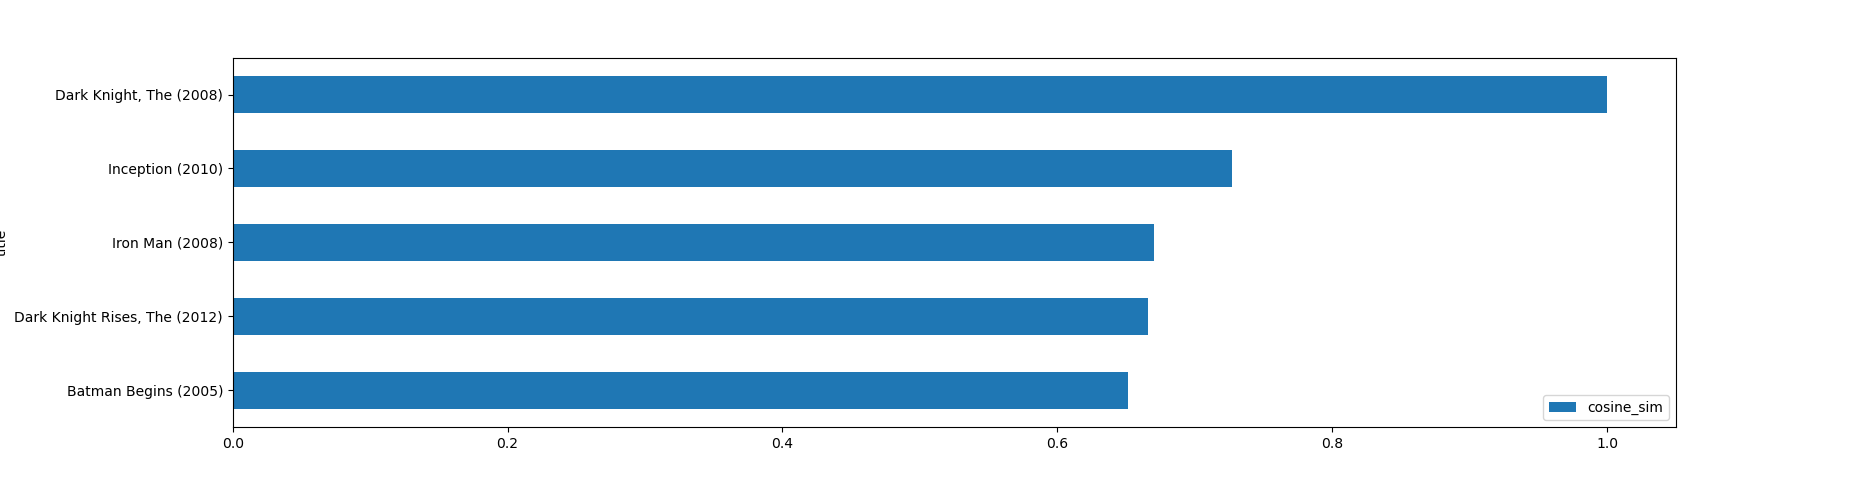 Dark Knight, The (2008)
Inception (2010)
Iron Man (2008)
title
Dark Knight Rises, The (2012)
Batman Begins (2005)
cosine_sim
0.0 0.2 0.4 0.6 0.8 1.0